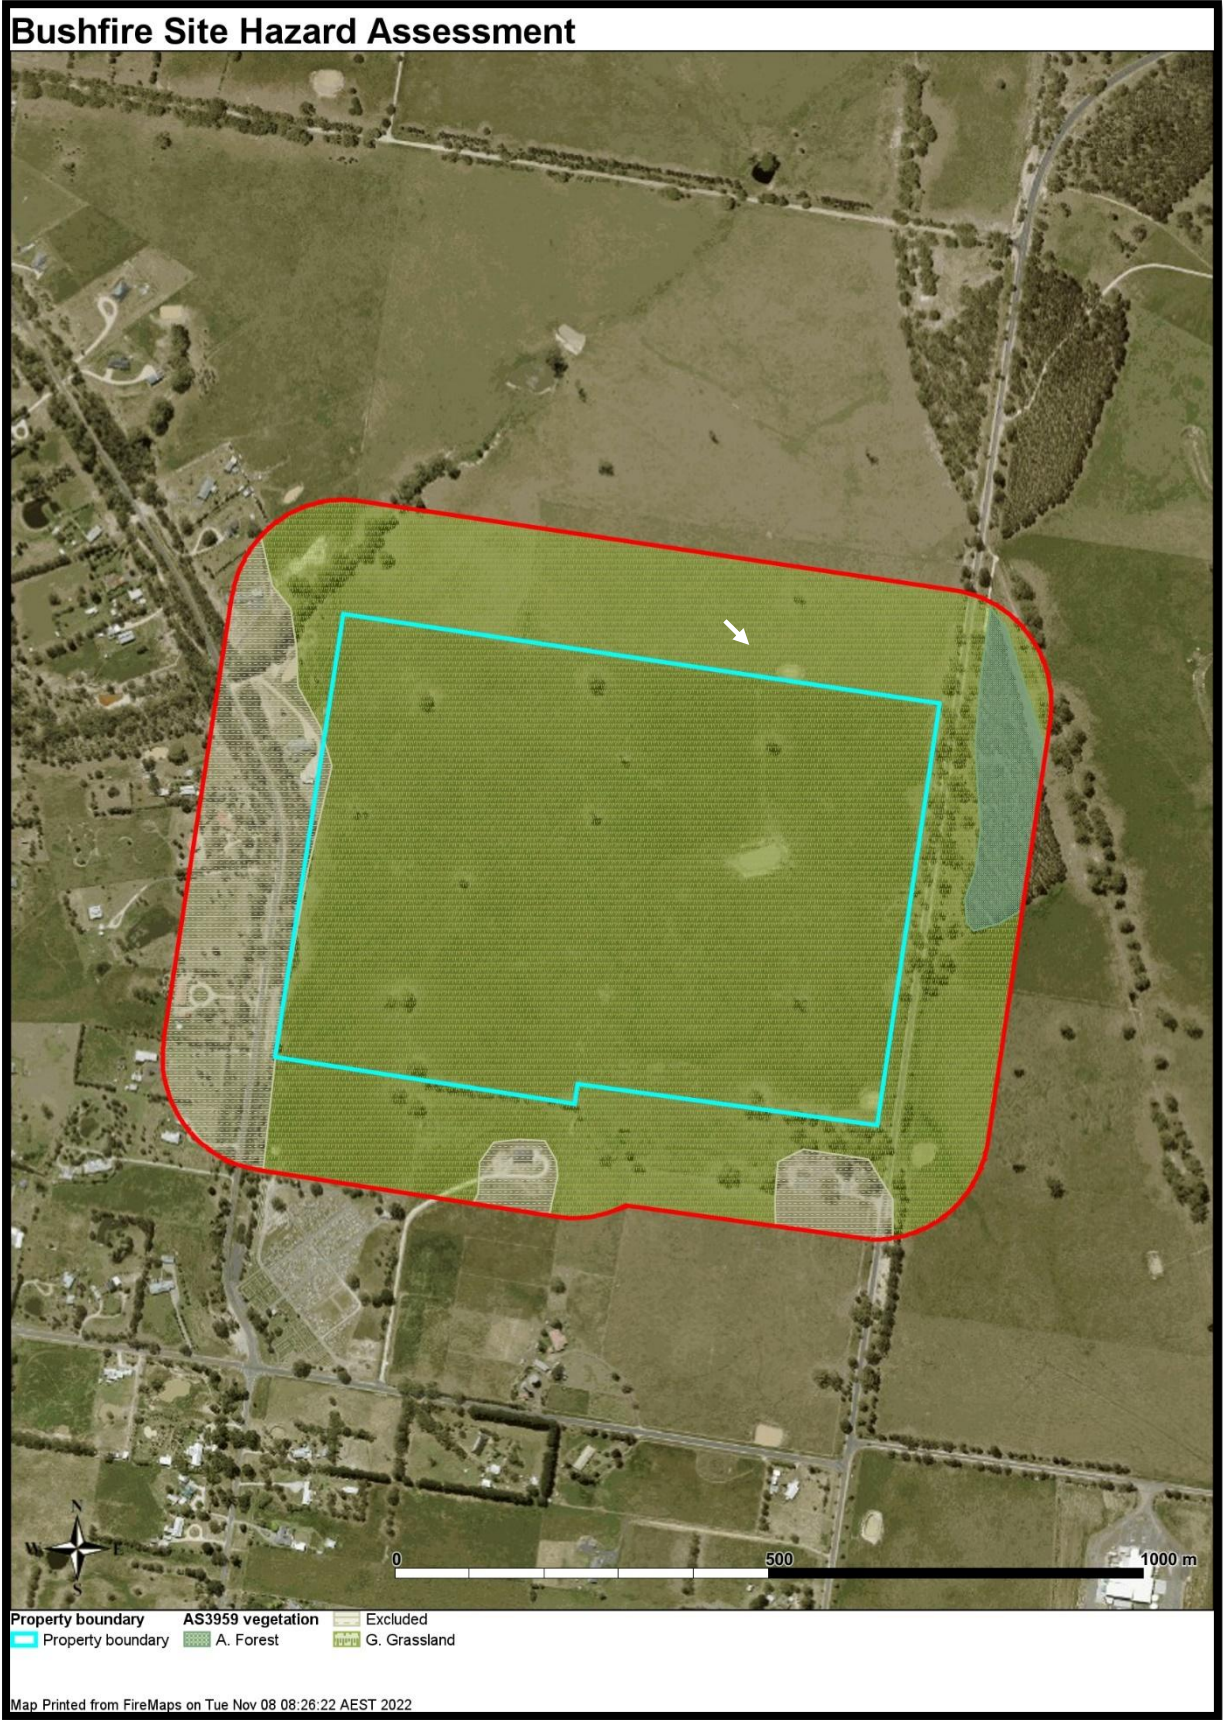 Bushfire Site Hazard Assessment
N
W E
S
0 500 1000 m
Property boundary AS3959 vegetation Excluded
Property boundary A. Forest G. Grassland
Map Printed from FireMaps on Tue Nov 08 08:26:22 AEST 2022